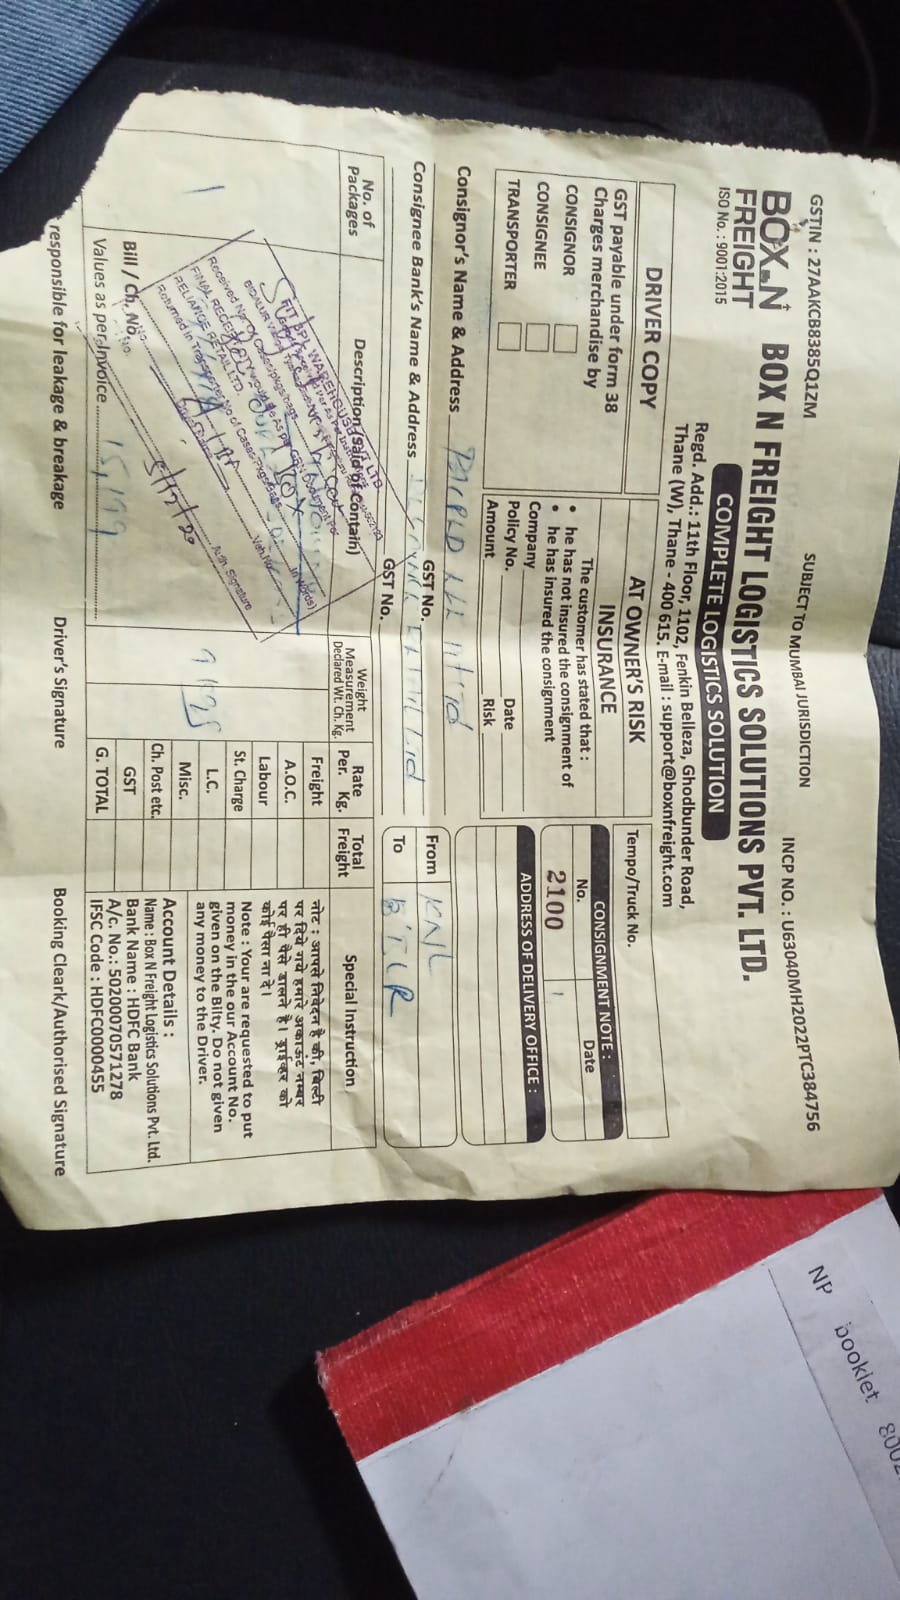 GSTIN : 27AAKCB8385Q1ZM
SUBJECT TO MUMBAI JURISDICTION
INCP NO. : U63040MH2022PTC384756
BOX N FREIGHT
ISO No. : 9001:2015
BOX N FREIGHT LOGISTICS SOLUTIONS PVT. LTD.
COMPLETE LOGISTICS SOLUTION
Regd. Add.: 11th Floor, 1102, Fenkin Belleza, Ghodbunder Road,
Thane (W), Thane - 400 615. E-mail : support@boxnfreight.com
DRIVER COPY
GST payable under form 38
Charges merchandise by
CONSIGNOR
CONSIGNEE
TRANSPORTER
AT OWNER'S RISK
INSURANCE
The customer has stated that :
• he has not insured the consignment of
• he has insured the consignment
Company
Policy No. Date
Amount Risk
Tempo/Truck No.
CONSIGNMENT NOTE :
No. Date
2100
ADDRESS OF DELIVERY OFFICE :
Consignor's Name & Address
GST No.
Consignee Bank's Name & Address
GST No.
From KNL
To
No. of
Packages
Description (said of contain)
Weight
Measurement
Declared Wt. Ch. Kg.
Rate
Per. Kg.
Total
Freight
Special Instruction
1
Freight
A.O.C.
Labour
St. Charge
L.C.
Misc.
Ch. Post etc.
GST
G. TOTAL
नोट : आपसे निवेदन है की, बिल्टी
पर दिये गये हमारे अकाऊंट नम्बर
पर ही पैसे डालने है। ड्राईव्हर को
कोई पैसा ना दे।
Note : Your are requested to put
money in the our Account No.
given on the Bilty. Do not given
any money to the Driver.
Account Details :
Name : Box N Freight Logistics Solutions Pvt. Ltd.
Bank Name : HDFC Bank
A/c. No.: 50200070571278
IFSC Code : HDFC0000455
RELIANCE RETAIL LTD.
Auth. Signature
Bill / Ch. No.
Values as per Invoice 15,199
responsible for leakage & breakage
Driver's Signature
Booking Cleark/Authorised Signature
NP booklet